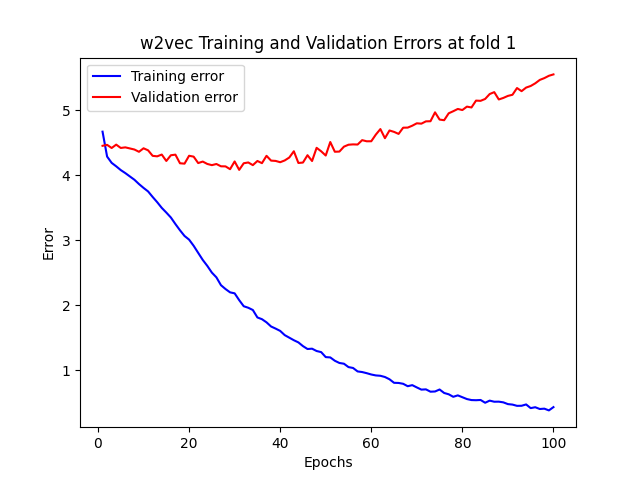 w2vec Training and Validation Errors at fold 1
Training error
Validation error
Error
5
4
3
2
1
0
20
40
60
80
100
Epochs